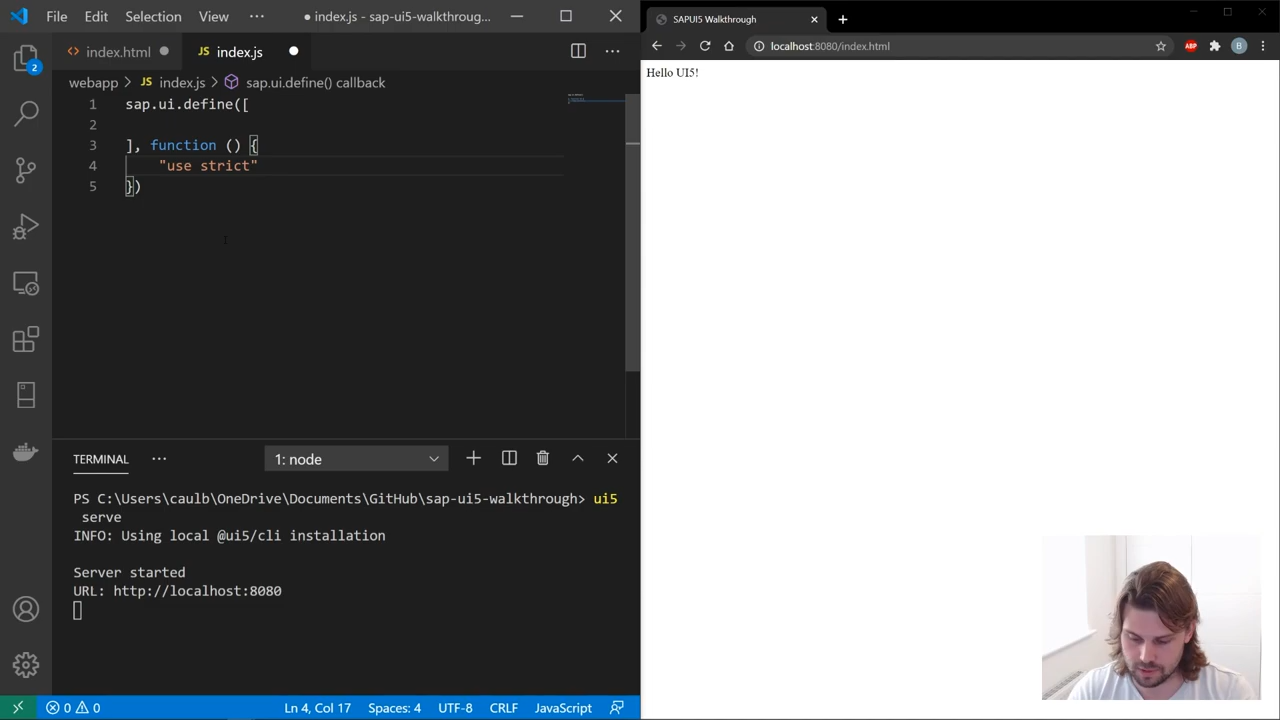 File Edit Selection View ··· ● index.js - sap-ui5-walkthroug...
index.html ● JS index.js ●
webapp > JS index.js > sap.ui.define() callback
1 sap.ui.define([
2
3 ], function () {
4 "use strict"
5 })
TERMINAL ··· 1: node
PS C:\Users\caulb\OneDrive\Documents\GitHub\sap-ui5-walkthrough> ui5
serve
INFO: Using local @ui5/cli installation
Server started
URL: http://localhost:8080
2
0 0 Ln 4, Col 17 Spaces: 4 UTF-8 CRLF JavaScript
SAPUI5 Walkthrough
localhost:8080/index.html ABP B
Hello UI5!